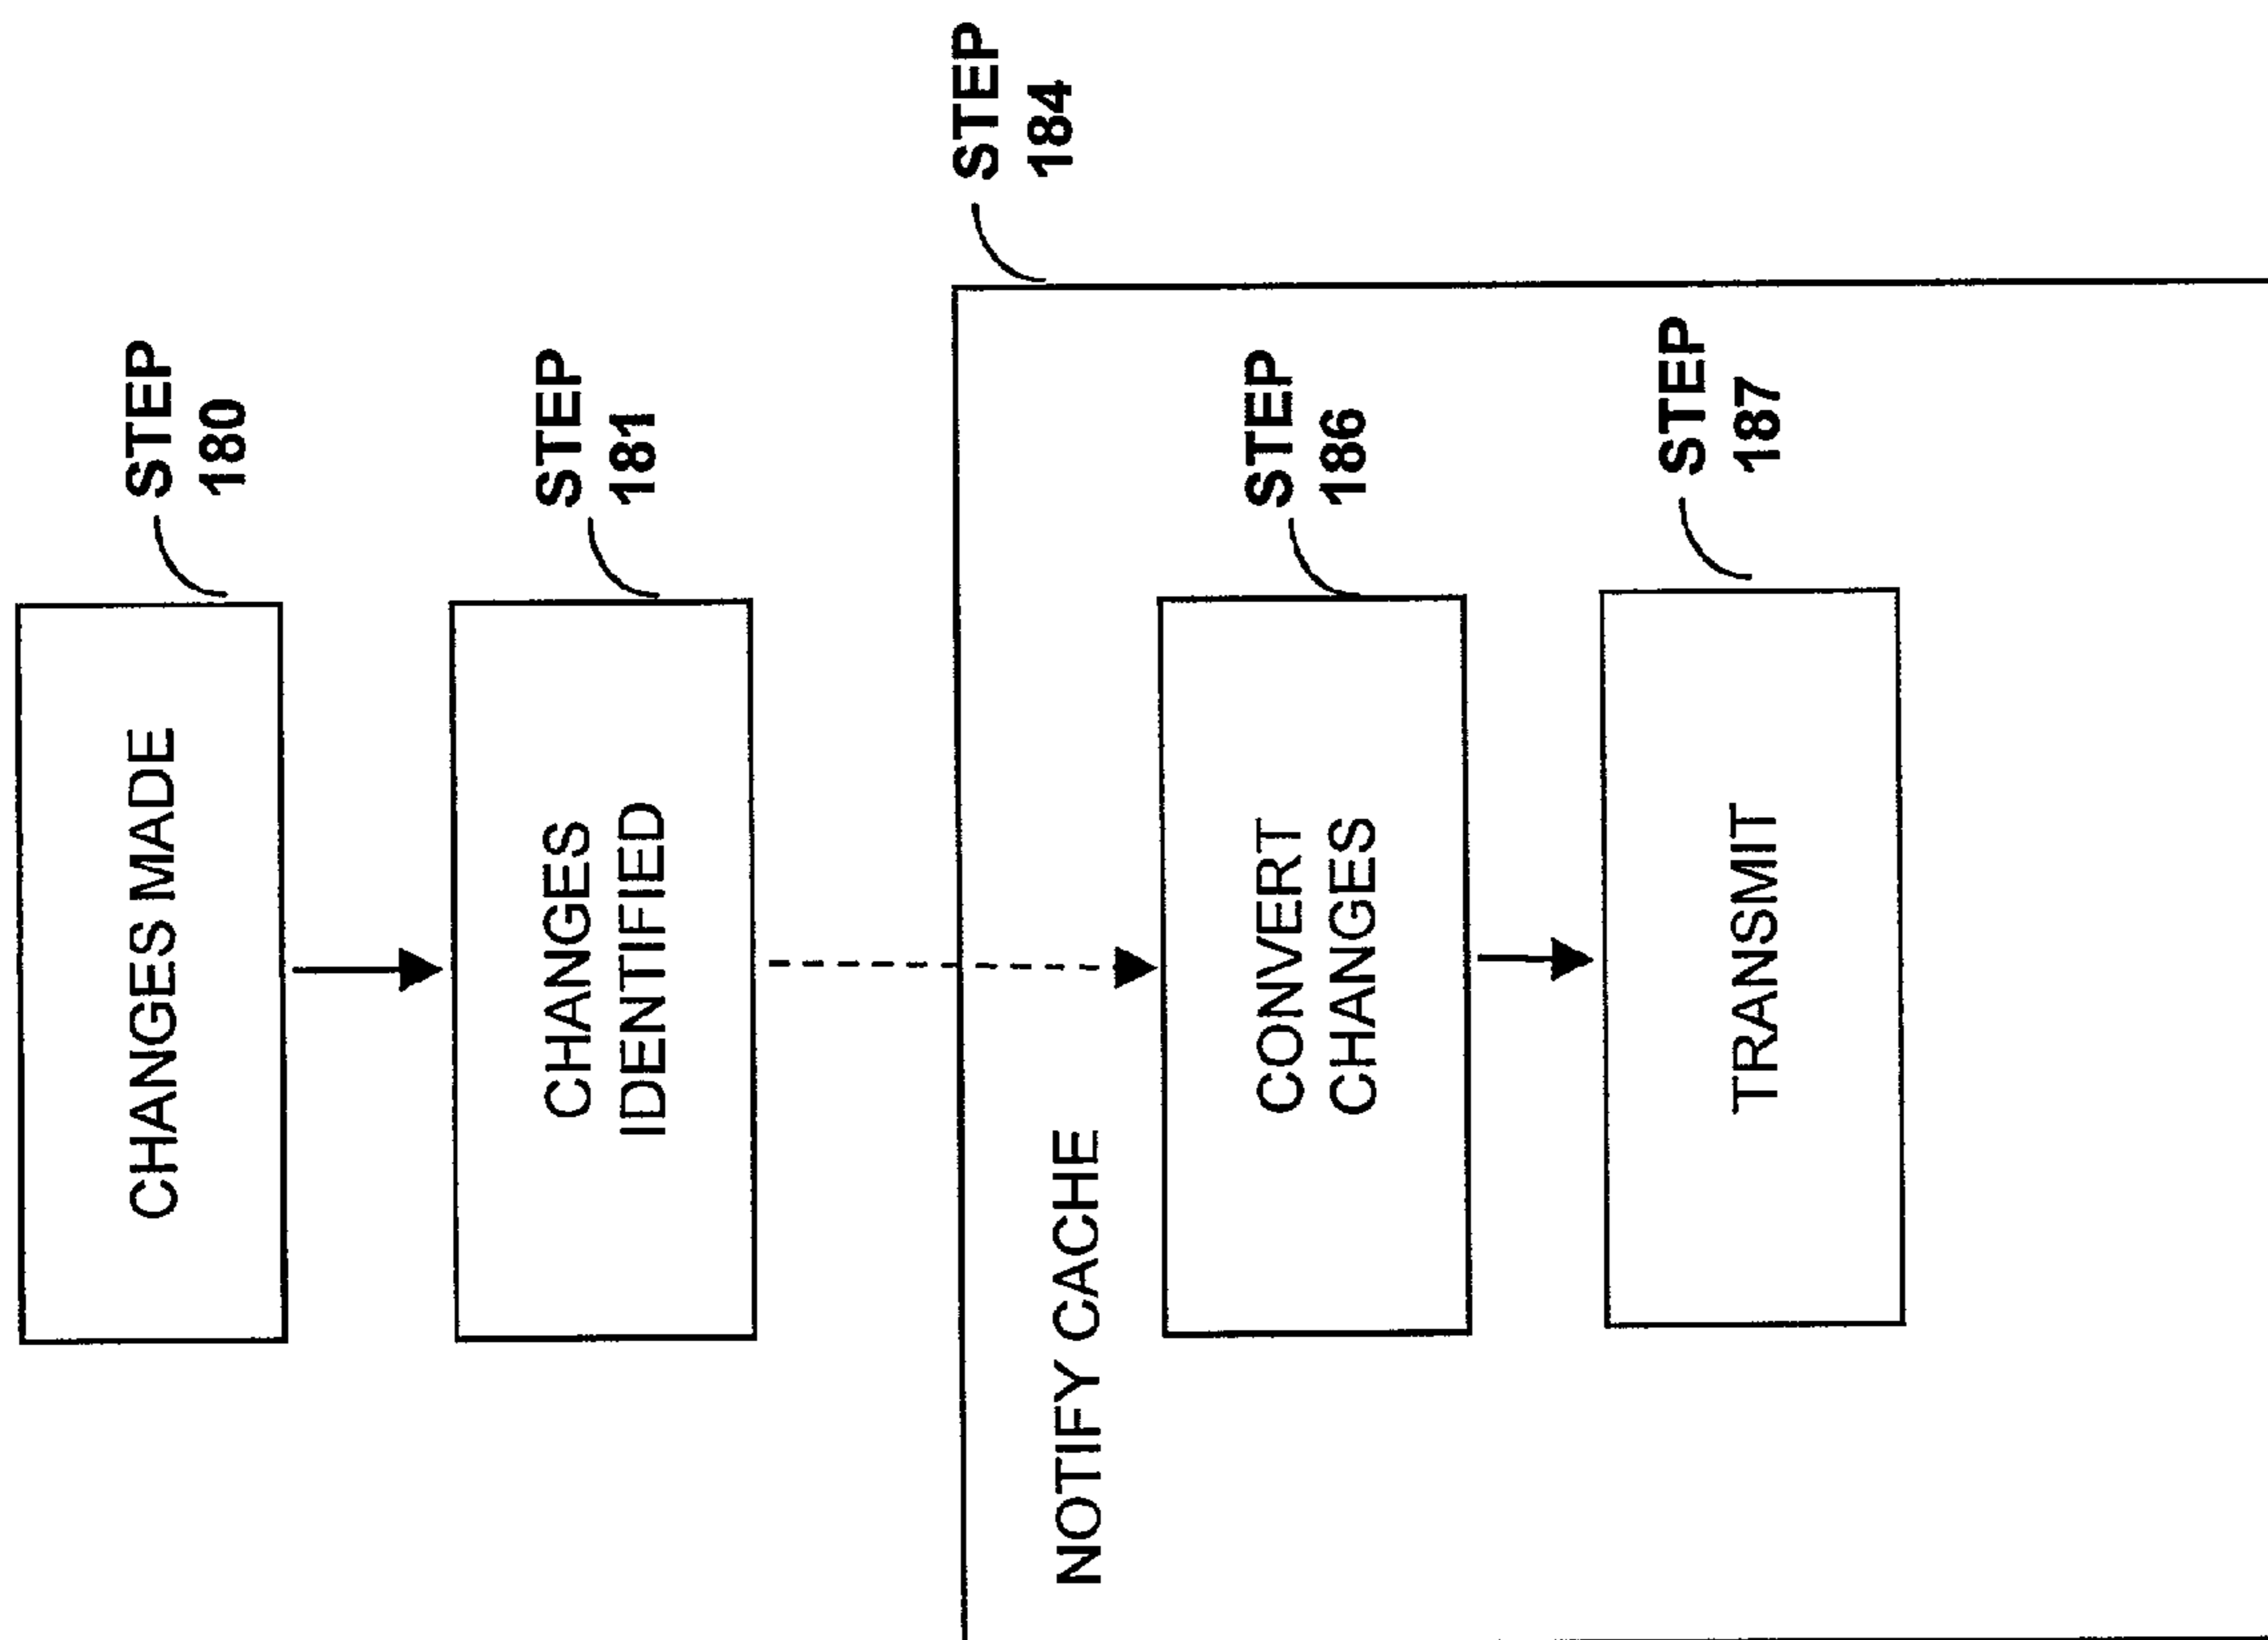 CHANGES MADE
STEP
180
CHANGES
IDENTIFIED
STEP
181
STEP
184
NOTIFY CACHE
CONVERT
CHANGES
STEP
186
TRANSMIT
STEP
187